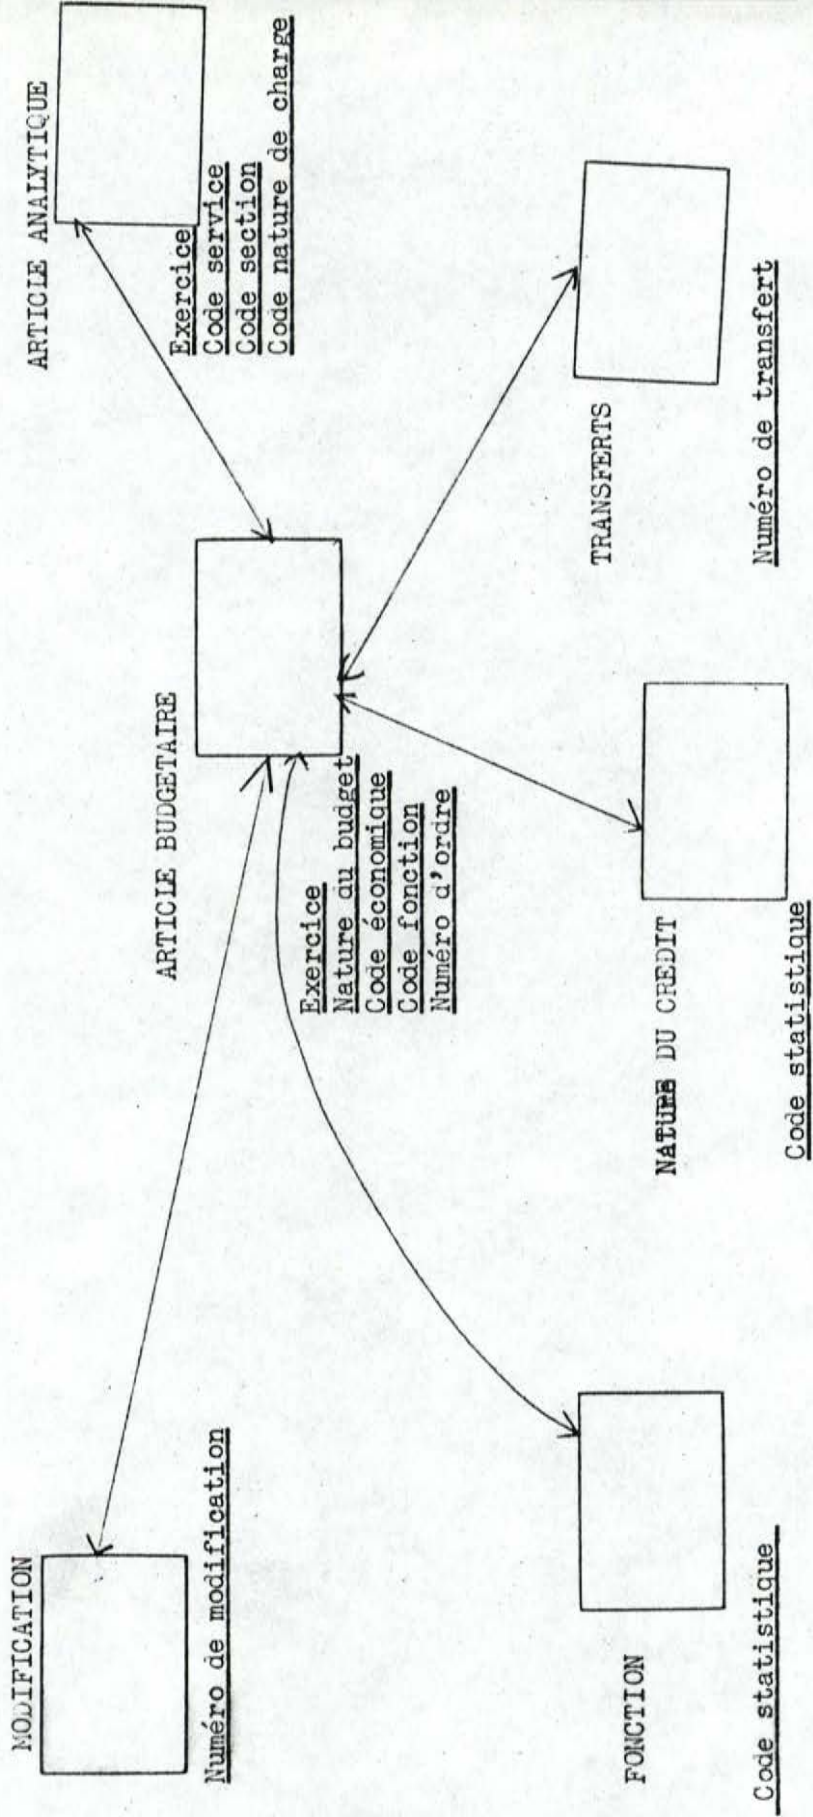 MODIFICATION
Numéro de modification
ARTICLE BUDGETAIRE
Exercice
Nature du budget
Code économique
Code fonction
Numéro d'ordre
ARTICLE ANALYTIQUE
Exercice
Code service
Code section
Code nature de charge
FONCTION
Code statistique
NATURE DU CREDIT
Code statistique
TRANSFERTS
Numéro de transfert